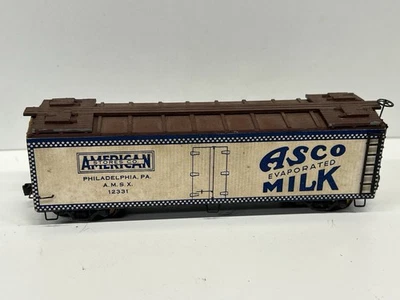 AMERICAN
PHILADELPHIA, PA.
A.M.S.X.
12331
ASCO
EVAPORATED
MILK